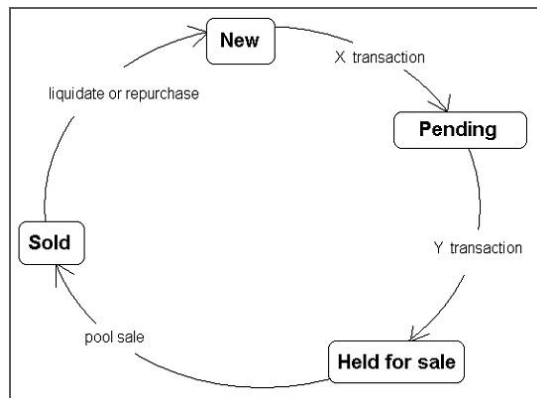 New
X transaction
liquidate or repurchase
Pending
Sold
Y transaction
pool sale
Held for sale